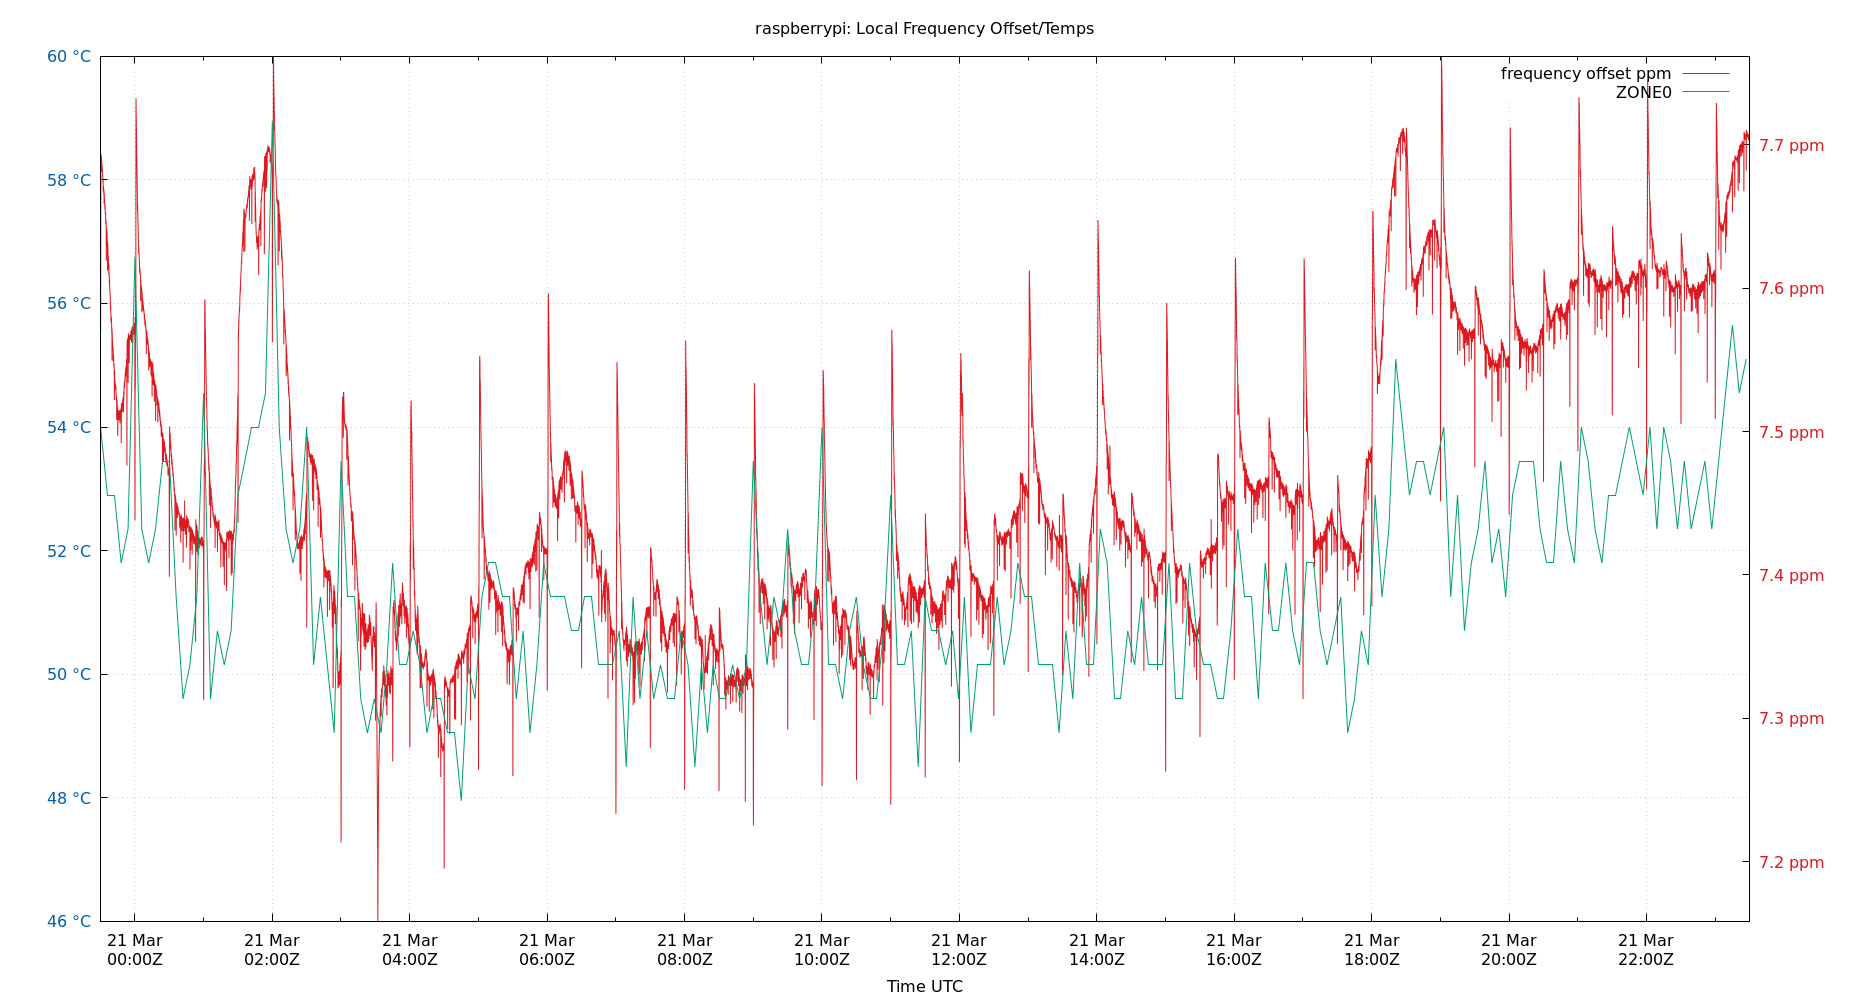 raspberrypi: Local Frequency Offset/Temps
frequency offset ppm
ZONE0
60 °C
58 °C
56 °C
54 °C
52 °C
50 °C
48 °C
46 °C
7.7 ppm
7.6 ppm
7.5 ppm
7.4 ppm
7.3 ppm
7.2 ppm
21 Mar
00:00Z
21 Mar
02:00Z
21 Mar
04:00Z
21 Mar
06:00Z
21 Mar
08:00Z
21 Mar
10:00Z
21 Mar
12:00Z
21 Mar
14:00Z
21 Mar
16:00Z
21 Mar
18:00Z
21 Mar
20:00Z
21 Mar
22:00Z
Time UTC